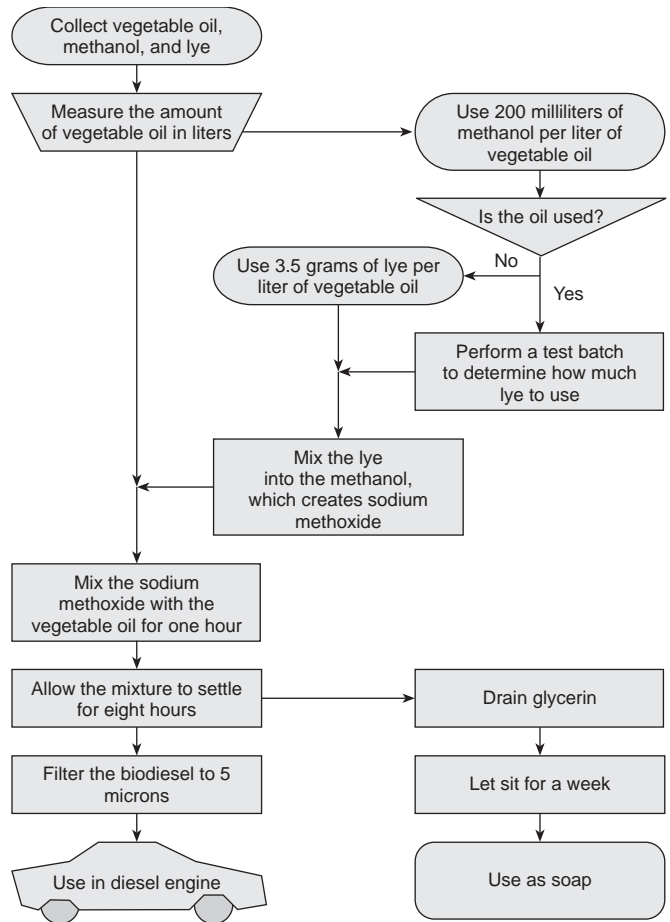 Collect vegetable oil,
methanol, and lye
Measure the amount
of vegetable oil in liters
Use 200 milliliters of
methanol per liter of
vegetable oil
Is the oil used?
No
Yes
Use 3.5 grams of lye per
liter of vegetable oil
Perform a test batch
to determine how much
lye to use
Mix the lye
into the methanol,
which creates sodium
methoxide
Mix the sodium
methoxide with the
vegetable oil for one hour
Allow the mixture to settle
for eight hours
Drain glycerin
Filter the biodiesel to 5
microns
Let sit for a week
Use in diesel engine
Use as soap